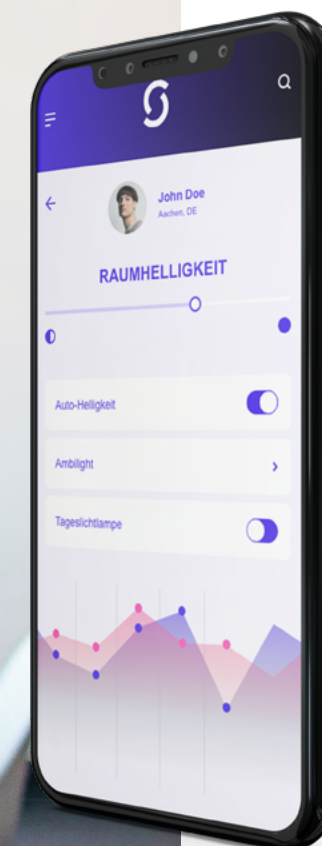 John Doe
Aachen, DE
RAUMHELLIGKEIT
Auto-Helligkeit
Ambilight
Tageslichtlampe